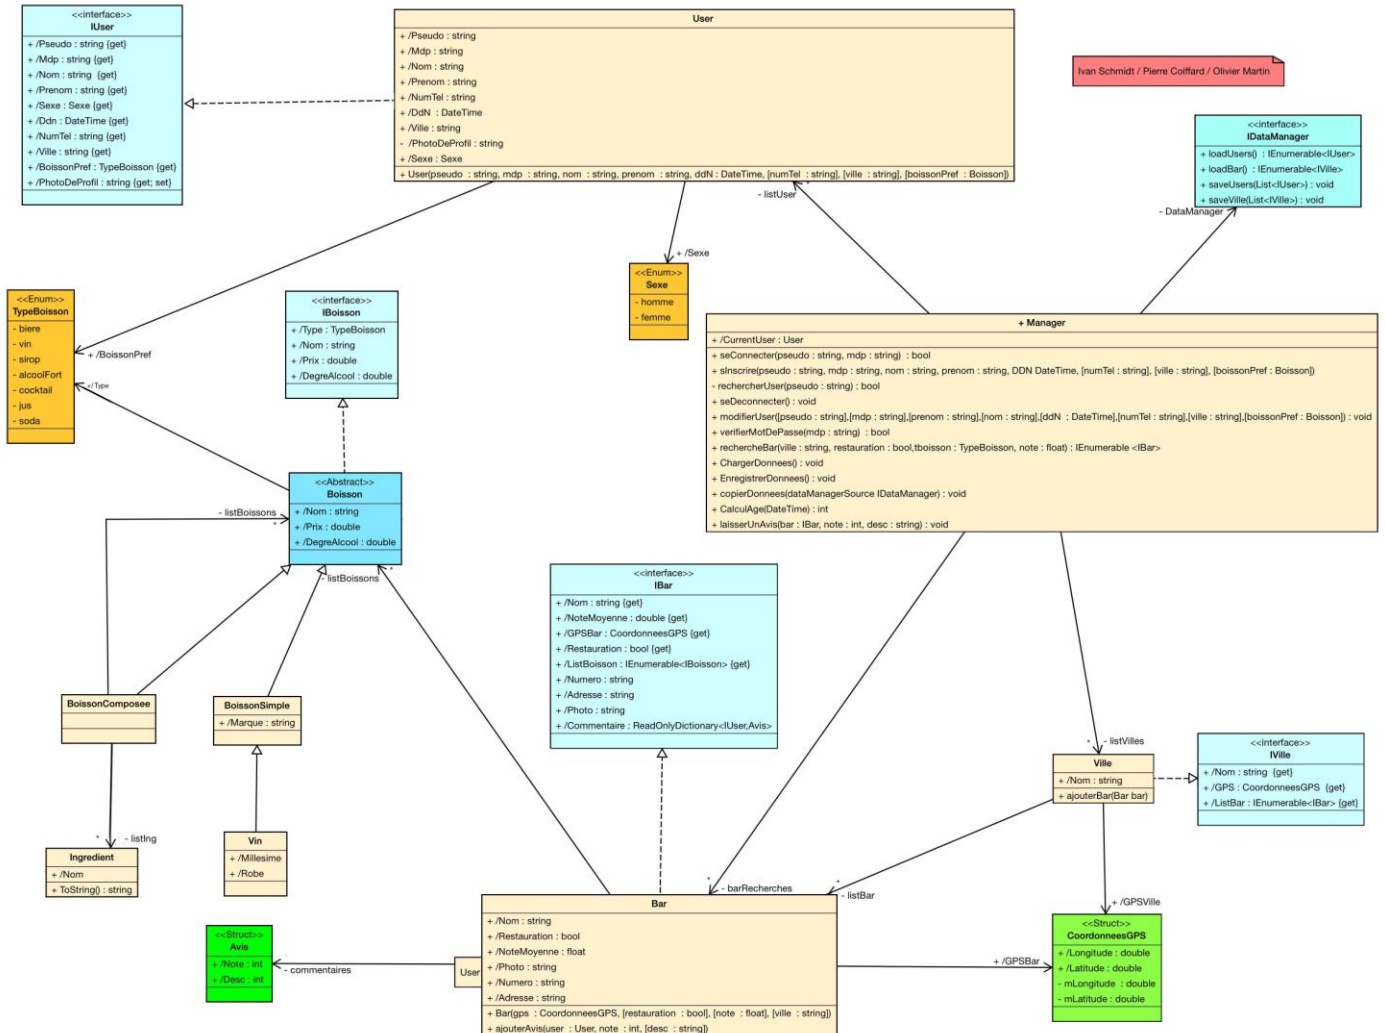 <<interface>>
IUser
+ /Pseudo : string {get}
+ /Mdp : string {get}
+ /Nom : string {get}
+ /Prenom : string {get}
+ /Sexe : Sexe {get}
+ /Ddn : DateTime {get}
+ /NumTel : string {get}
+ /Ville : string {get}
+ /BoissonPref : TypeBoisson {get}
+ /PhotoDeProfil : string {get; set}
User
+ /Pseudo : string
+ /Mdp : string
+ /Nom : string
+ /Prenom : string
+ /NumTel : string
+ /DdN : DateTime
+ /Ville : string
- /PhotoDeProfil : string
+ /Sexe : Sexe
+ User(pseudo : string, mdp : string, nom : string, prenom : string, ddN : DateTime, [numTel : string], [ville : string], [boissonPref : Boisson])
Ivan Schmidt / Pierre Coiffard / Olivier Martin
<<interface>>
IDataManager
+ loadUsers() : IEnumerable<IUser>
+ loadBar() : IEnumerable<IVille>
+ saveUsers(List<IUser>) : void
+ saveVille(List<IVille>) : void
- listUser
*
- DataManager
+ /Sexe
<<Enum>>
Sexe
- homme
- femme
<<Enum>>
TypeBoisson
- biere
- vin
- sirop
- alcoolFort
- cocktail
- jus
- soda
+ /BoissonPref
+/Type
<<interface>>
IBoisson
+ /Type : TypeBoisson
+ /Nom : string
+ /Prix : double
+ /DegreAlcool : double
+ Manager
+ /CurrentUser : User
+ seConnecter(pseudo : string, mdp : string) : bool
+ sInscrire(pseudo : string, mdp : string, nom : string, prenom : string, DDN DateTime, [numTel : string], [ville : string], [boissonPref : Boisson])
- rechercherUser(pseudo : string) : bool
+ seDeconnecter() : void
+ modifierUser([pseudo : string],[mdp : string],[prenom : string],[nom : string],[ddN : DateTime],[numTel : string],[ville : string],[boissonPref : Boisson]) : void
+ verifierMotDePasse(mdp : string) : bool
+ rechercheBar(ville : string, restauration : bool,tboisson : TypeBoisson, note : float) : IEnumerable <IBar>
+ ChargerDonnees() : void
+ EnregistrerDonnees() : void
+ copierDonnees(dataManagerSource IDataManager) : void
+ CalculAge(DateTime) : int
+ laisserUnAvis(bar : IBar, note : int, desc : string) : void
<<Abstract>>
Boisson
+ /Nom : string
+ /Prix : double
+ /DegreAlcool : double
- listBoissons
*
- listBoissons
*
<<interface>>
IBar
+ /Nom : string {get}
+ /NoteMoyenne : double {get}
+ /GPSBar : CoordonneesGPS {get}
+ /Restauration : bool {get}
+ /ListBoisson : IEnumerable<IBoisson> {get}
+ /Numero : string
+ /Adresse : string
+ /Photo : string
+ /Commentaire : ReadOnlyDictionary<IUser,Avis>
BoissonComposee
BoissonSimple
+ /Marque : string
* - listVilles
Ville
+ /Nom : string
+ ajouterBar(Bar bar)
<<interface>>
IVille
+ /Nom : string {get}
+ /GPS : CoordonneesGPS {get}
+ /ListBar : IEnumerable<IBar> {get}
* - listIng
Ingredient
+ /Nom
+ ToString() : string
Vin
+ /Millesime
+ /Robe
*
- barRecherches
*
- listBar
+ /GPSVille
Bar
+ /Nom : string
+ /Restauration : bool
+ /NoteMoyenne : float
+ /Photo : string
+ /Numero : string
+ /Adresse : string
+ Bar(gps : CoordonneesGPS, [restauration : bool], [note : float], [ville : string])
+ ajouterAvis(user : User, note : int, [desc : string])
User
<<Struct>>
Avis
+ /Note : int
+ /Desc : int
- commentaires
+ /GPSBar
<<Struct>>
CoordonneesGPS
+ /Longitude : double
+ /Latitude : double
- mLongitude : double
- mLatitude : double